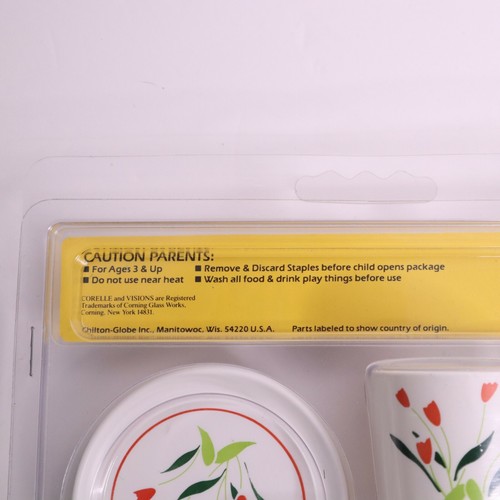 CAUTION PARENTS:
■ For Ages 3 & Up ■ Remove & Discard Staples before child opens package
■ Do not use near heat ■ Wash all food & drink play things before use
CORELLE and VISIONS are Registered
Trademarks of Corning Glass Works,
Corning, New York 14831.
Chilton-Globe Inc., Manitowoc, Wis. 54220 U.S.A. Parts labeled to show country of origin.